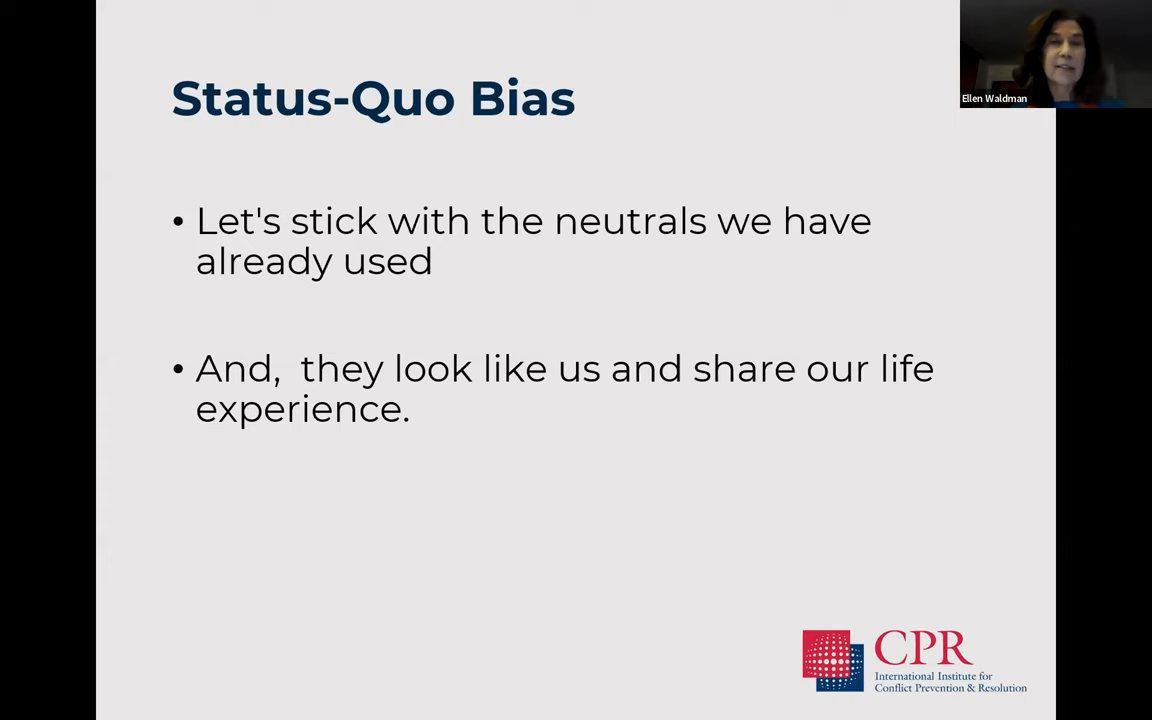 Status-Quo Bias
Ellen Waldman
• Let's stick with the neutrals we have
already used
• And,  they look like us and share our life
experience.
CPR
International Institute for
Conflict Prevention & Resolution